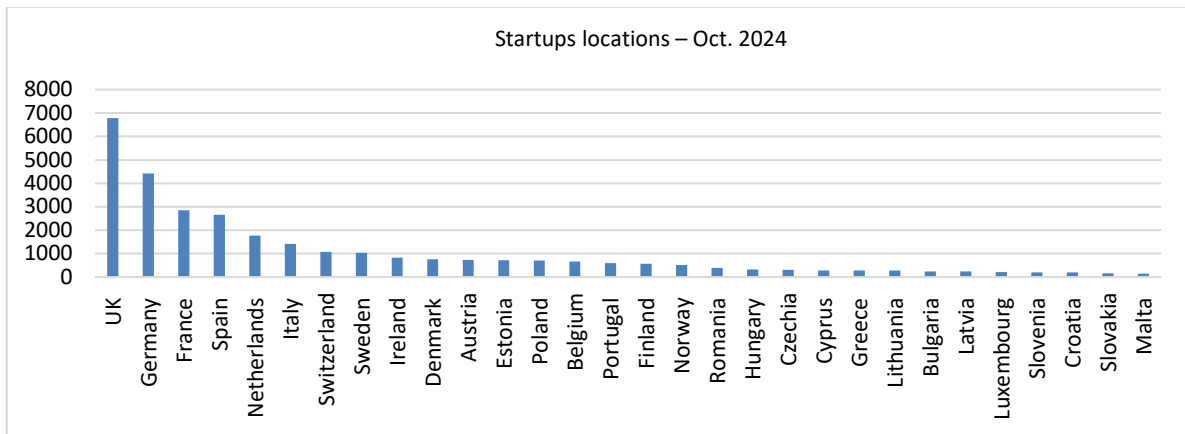 Startups locations – Oct. 2024
8000
7000
6000
5000
4000
3000
2000
1000
0
UK
Germany
France
Spain
Netherlands
Italy
Switzerland
Sweden
Ireland
Denmark
Austria
Estonia
Poland
Belgium
Portugal
Finland
Norway
Romania
Hungary
Czechia
Cyprus
Greece
Lithuania
Bulgaria
Latvia
Luxembourg
Slovenia
Croatia
Slovakia
Malta